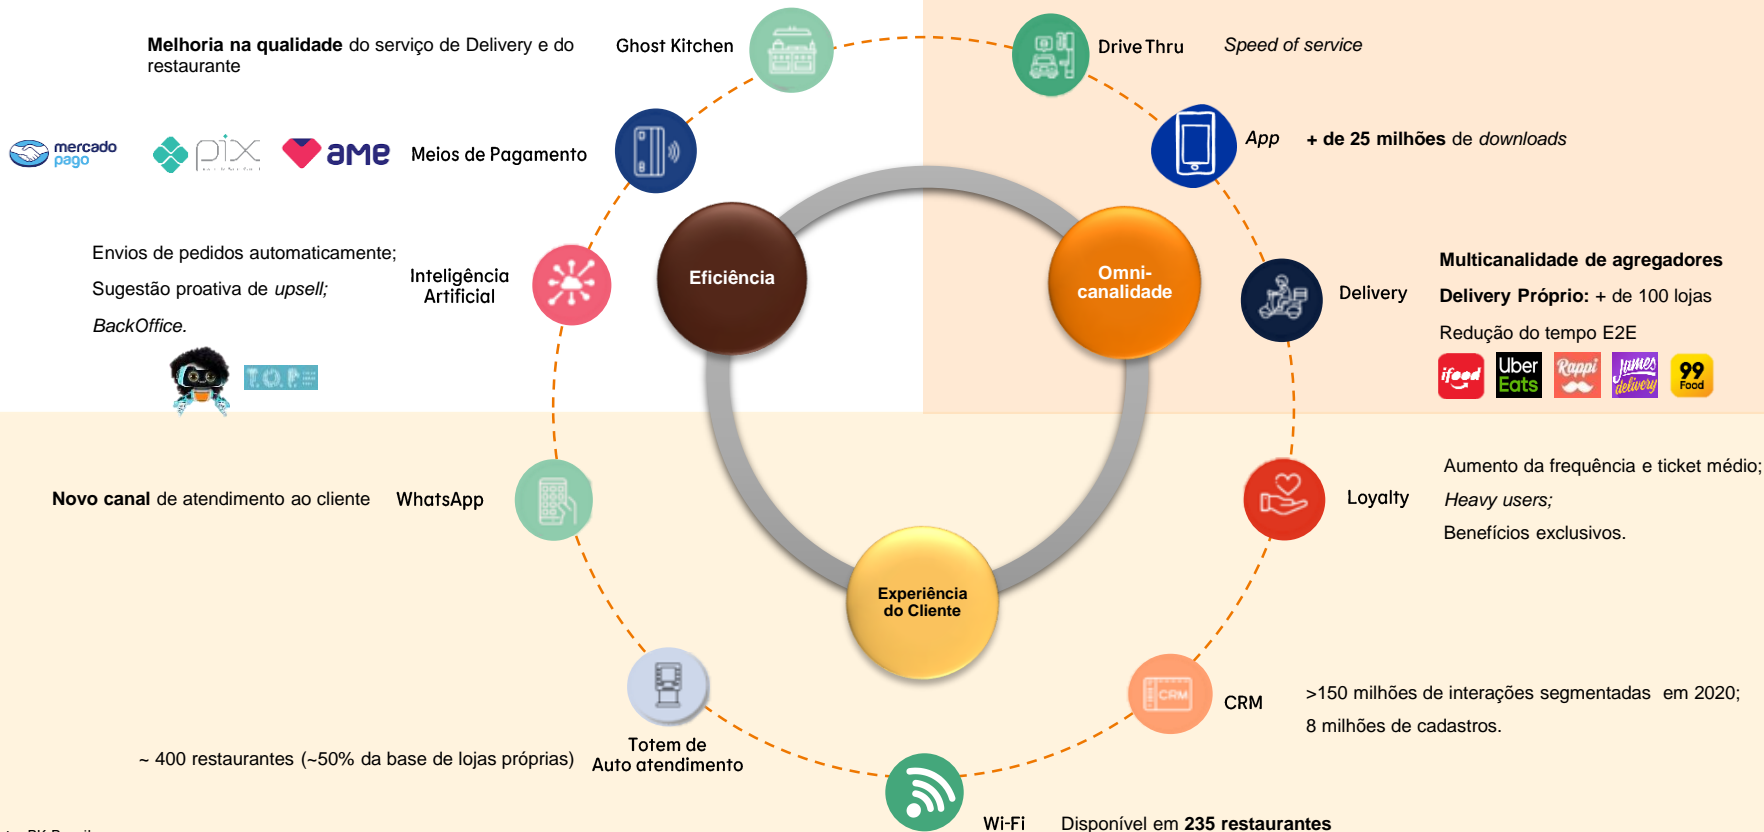 Melhoria na qualidade do serviço de Delivery e do
restaurante
Ghost Kitchen
Drive Thru
Speed of service
mercado
pago
pix
ame
Meios de Pagamento
App
+ de 25 milhões de downloads
Envios de pedidos automaticamente;
Sugestão proativa de upsell;
BackOffice.
Inteligência
Artificial
T.O.P
Eficiência
Omni-
canalidade
Delivery
Multicanalidade de agregadores
Delivery Próprio: + de 100 lojas
Redução do tempo E2E
ifood
Uber
Eats
Rappi
James
delivery
99
Food
Novo canal de atendimento ao cliente
WhatsApp
Loyalty
Aumento da frequência e ticket médio;
Heavy users;
Benefícios exclusivos.
Experiência
do Cliente
CRM
CRM
>150 milhões de interações segmentadas em 2020;
8 milhões de cadastros.
~ 400 restaurantes (~50% da base de lojas próprias)
Totem de
Auto atendimento
Wi-Fi
Disponível em 235 restaurantes